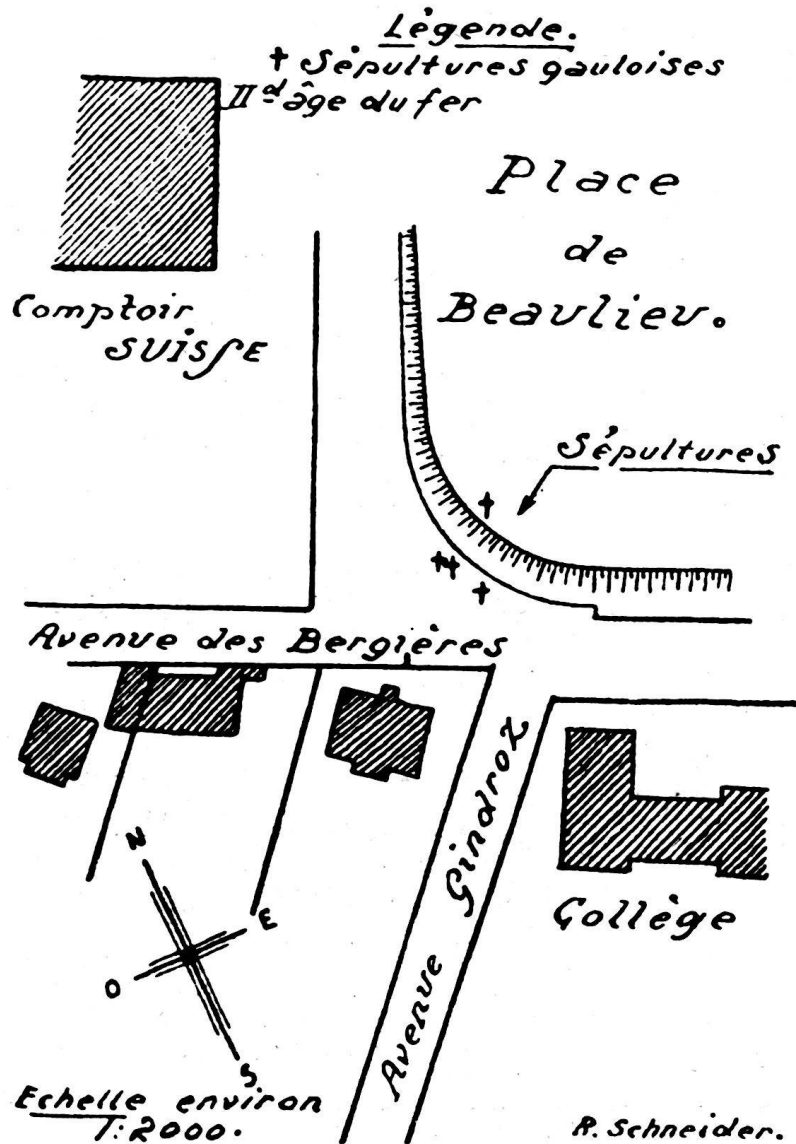 Légende.
† Sépultures gauloises
IId âge du fer
Place
de
Beaulieu.
Comptoir
SUISSE
Sépultures
Avenue des Bergières
Avenue Gindroz
Collège
N
E
O
S
Echelle environ
1:2000.
R. Schneider.